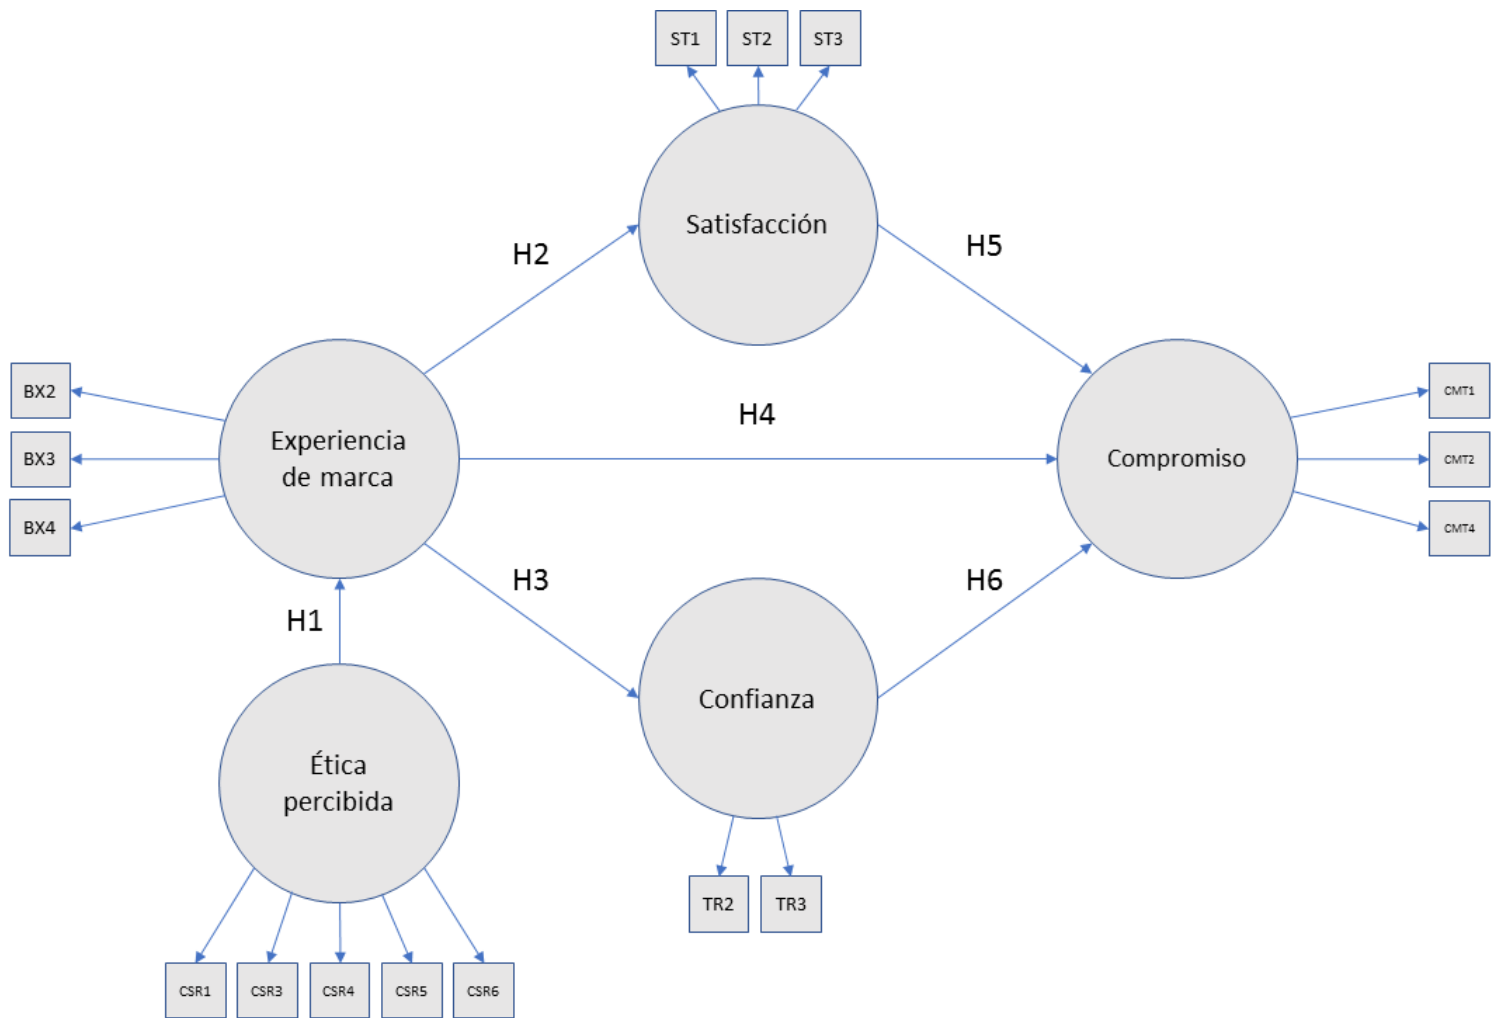 ST1 ST2 ST3
Satisfacción
H2
H5
BX2
BX3
BX4
Experiencia
de marca
H4
Compromiso
CMT1
CMT2
CMT4
H3
H6
H1
Confianza
Ética
percibida
TR2 TR3
CSR1 CSR3 CSR4 CSR5 CSR6